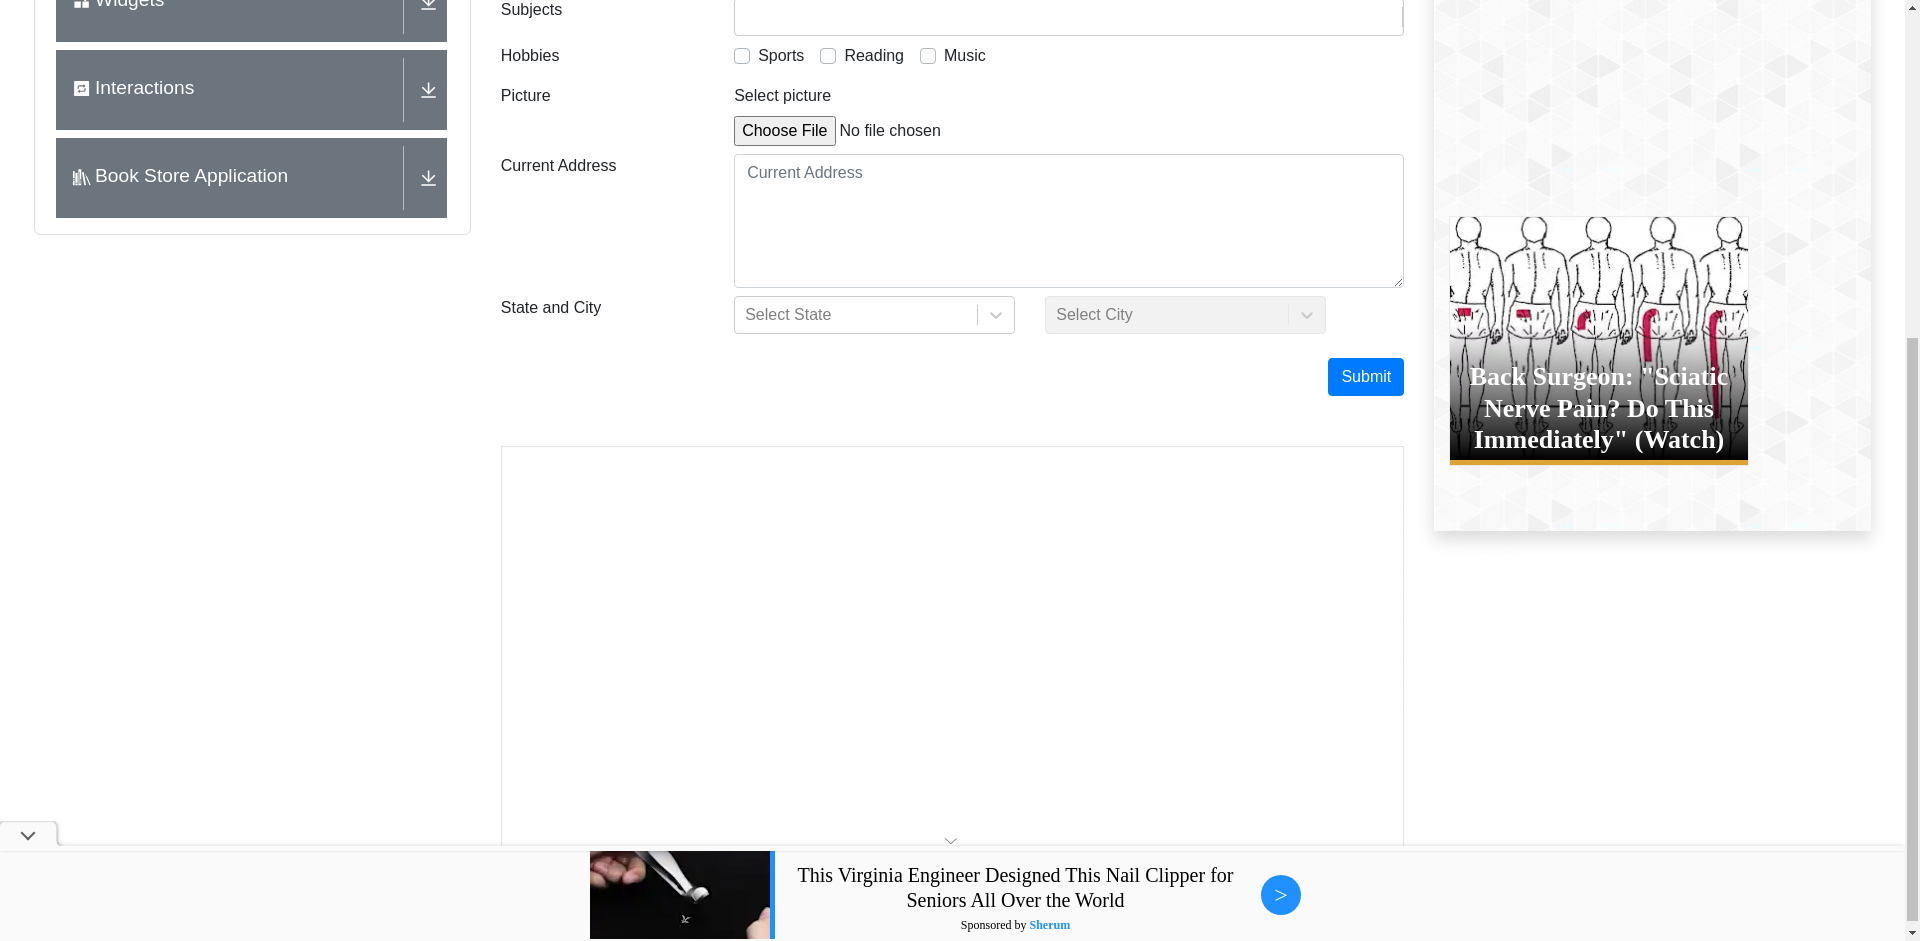 Widgets
Interactions
Book Store Application
Subjects
Hobbies
Sports Reading Music
Picture
Select picture
Choose File No file chosen
Current Address
Current Address
State and City
Select State
Select City
Submit
Back Surgeon: "Sciatic
Nerve Pain? Do This
Immediately" (Watch)
This Virginia Engineer Designed This Nail Clipper for
Seniors All Over the World
Sponsored by Sherum
>